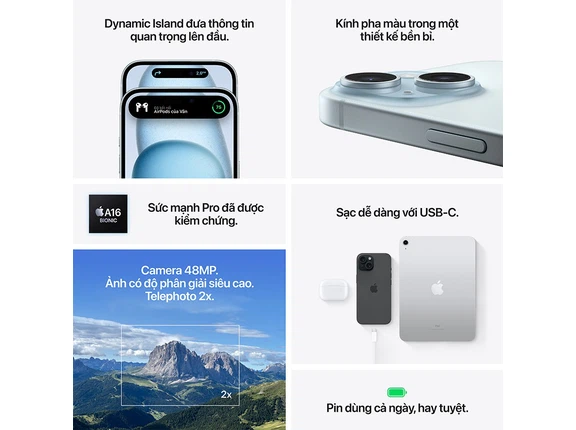 Dynamic Island đưa thông tin
quan trọng lên đầu.
AirPods của Vân
Kính pha màu trong một
thiết kế bền bỉ.
A16
BIONIC
Sức mạnh Pro đã được
kiểm chứng.
Sạc dễ dàng với USB-C.
Camera 48MP.
Ảnh có độ phân giải siêu cao.
Telephoto 2x.
2x
Pin dùng cả ngày, hay tuyệt.